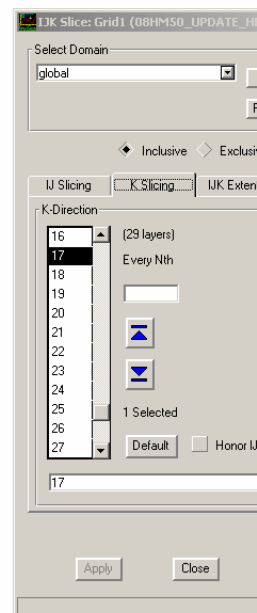 IJK Slice: Grid1 (08HM50_UPDATE_H
Select Domain
global
Inclusive Exclusi
IJ Slicing K Slicing IJK Exten
K-Direction
16 (29 layers)
17 Every Nth
18
19
20
21
22
23
24
25 1 Selected
26
27 Default Honor IJ
17
Apply Close